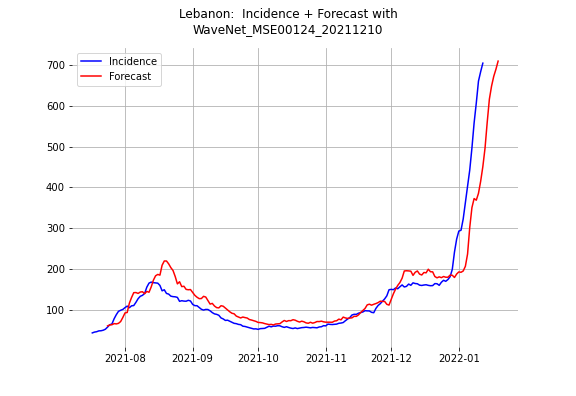 Lebanon:  Incidence + Forecast with
WaveNet_MSE00124_20211210
Incidence
Forecast
700
600
500
400
300
200
100
2021-08 2021-09 2021-10 2021-11 2021-12 2022-01